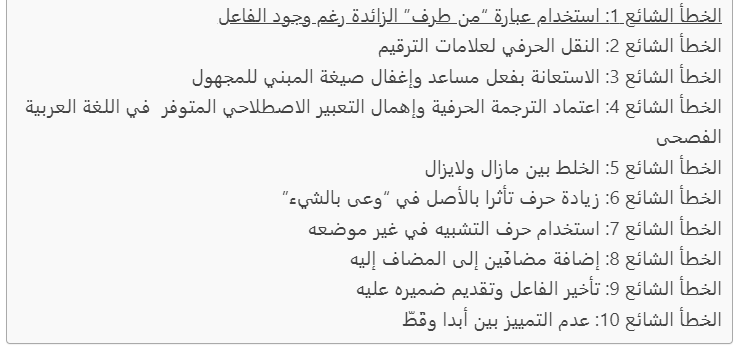 الخطأ الشائع 1: استخدام عبارة “من طرف” الزائدة رغم وجود الفاعل
الخطأ الشائع 2: النقل الحرفي لعلامات الترقيم
الخطأ الشائع 3: الاستعانة بفعل مساعد وإغفال صيغة المبني للمجهول
الخطأ الشائع 4: اعتماد الترجمة الحرفية وإهمال التعبير الاصطلاحي المتوفر في اللغة العربية
الفصحى
الخطأ الشائع 5: الخلط بين مازال ولايزال
الخطأ الشائع 6: زيادة حرف تأثرا بالأصل في “وعى بالشيء”
الخطأ الشائع 7: استخدام حرف التشبيه في غير موضعه
الخطأ الشائع 8: إضافة مضافَين إلى المضاف إليه
الخطأ الشائع 9: تأخير الفاعل وتقديم ضميره عليه
الخطأ الشائع 10: عدم التمييز بين أبدا وقَطّ